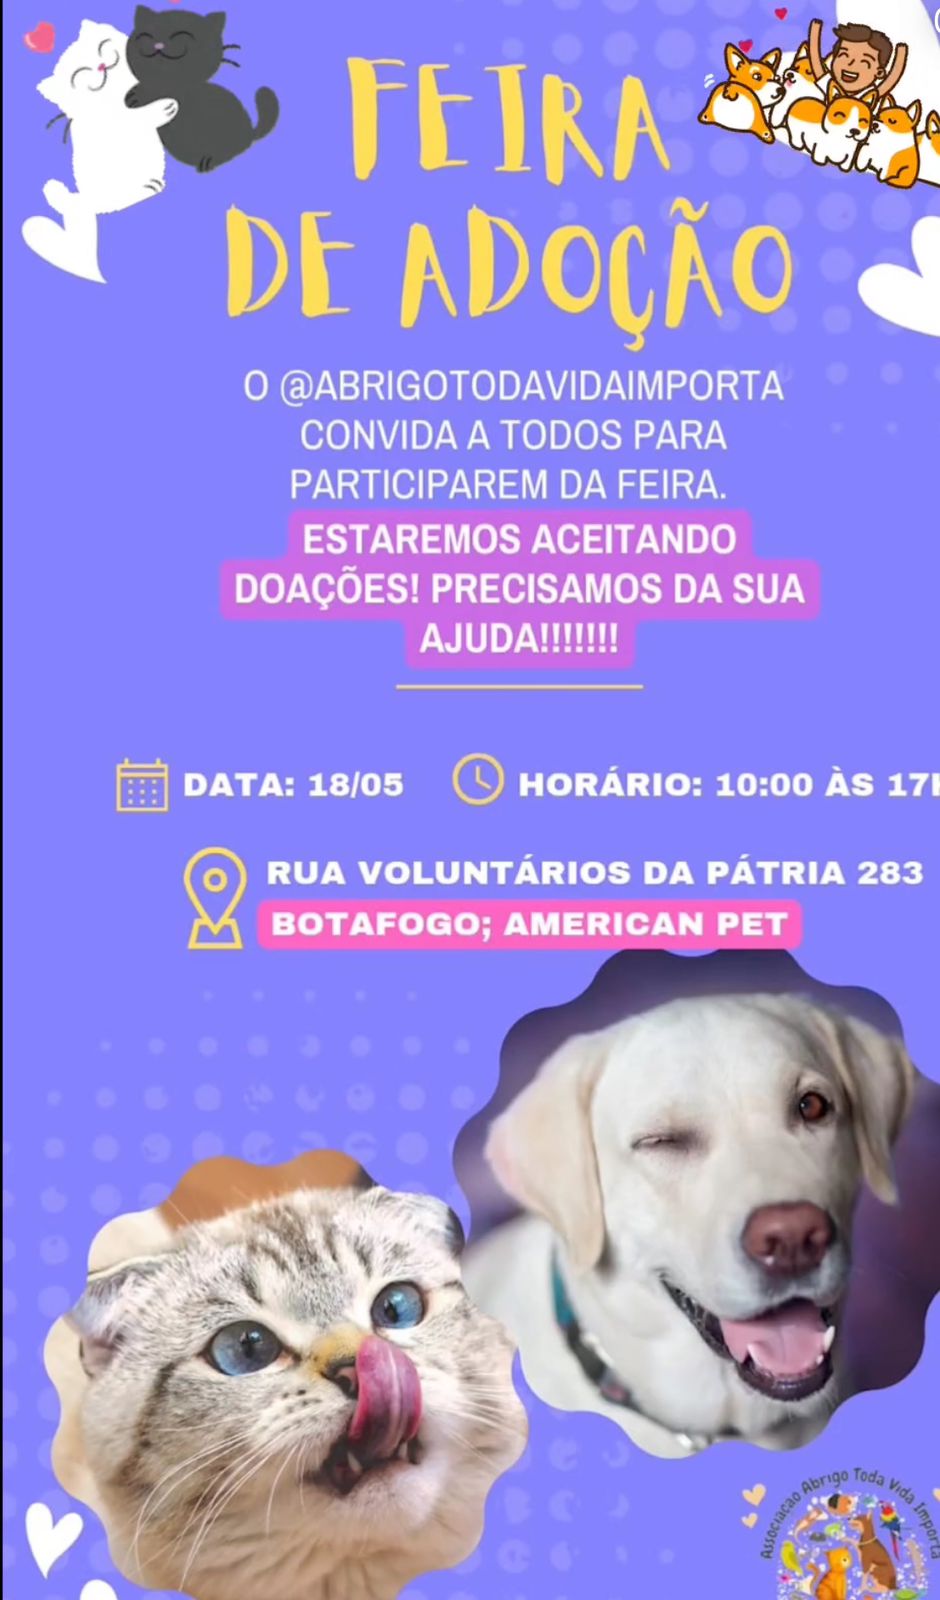 FEIRA
DE ADOÇÃO
O @ABRIGOTODAVIDAIMPORTA
CONVIDA A TODOS PARA
PARTICIPAREM DA FEIRA.
ESTAREMOS ACEITANDO
DOAÇÕES! PRECISAMOS DA SUA
AJUDA!!!!!!!
DATA: 18/05
HORÁRIO: 10:00 ÀS 17H
RUA VOLUNTÁRIOS DA PÁTRIA 283
BOTAFOGO; AMERICAN PET
Associação Abrigo Toda Vida Importa